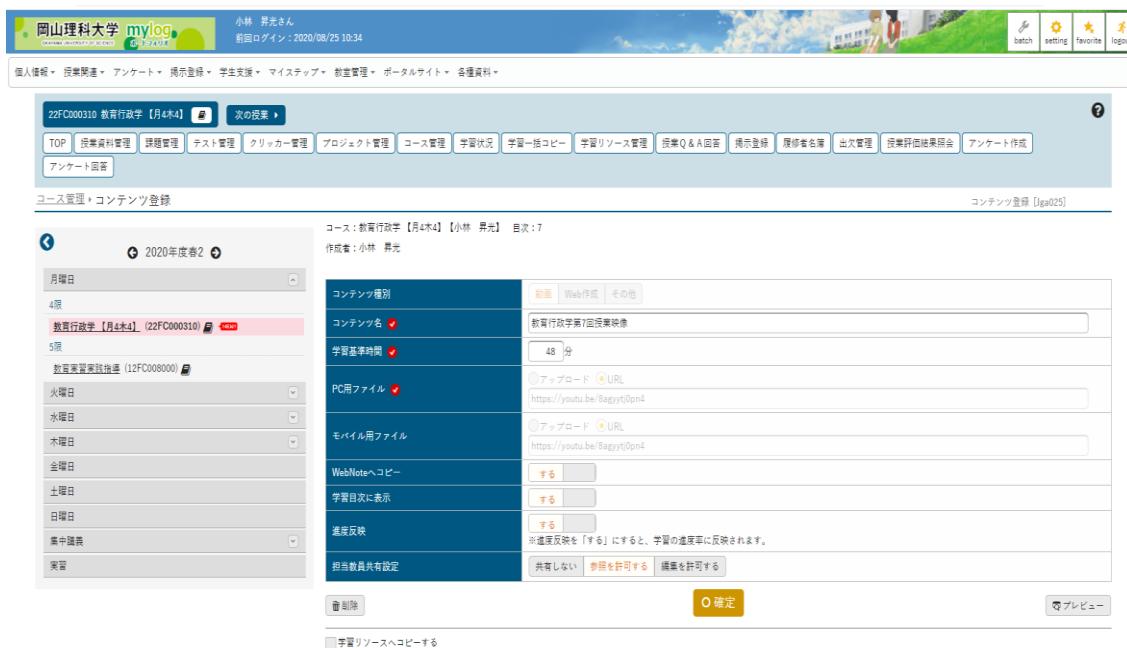 岡山理科大学 mylog
OKAYAMA UNIVERSITY OF SCIENCE ポートフォリオ
小林 昇光さん
前回ログイン：2020/08/25 10:34
batch setting favorite logou
個人情報 授業関連 アンケート 掲示登録 学生支援 マイステップ 教室管理 ポータルサイト 各種資料
22FC000310 教育行政学 【月4木4】 次の授業
TOP 授業資料管理 課題管理 テスト管理 クリッカー管理 プロジェクト管理 コース管理 学習状況 学習一括コピー 学習リソース管理 授業Ｑ＆Ａ回答 掲示登録 履修者名簿 出欠管理 授業評価結果照会 アンケート作成
アンケート回答
コース管理 コンテンツ登録
コンテンツ登録 [Jga025]
2020年度春2
月曜日
4限
教育行政学 【月4木4】 (22FC000310) NEW!
5限
教育実習実践指導 (12FC008000)
火曜日
水曜日
木曜日
金曜日
土曜日
日曜日
集中講義
実習
コース：教育行政学 【月4木4】【小林 昇光】 目次：7
作成者：小林 昇光
コンテンツ種別 動画 Web作成 その他
コンテンツ名 教育行政学第7回授業映像
学習基準時間 48 分
PC用ファイル アップロード URL
https://youtu.be/8agyytj0pn4
モバイル用ファイル アップロード URL
https://youtu.be/8agyytj0pn4
WebNoteへコピー する
学習目次に表示 する
進度反映 する
※進度反映を「する」にすると、学習の進度率に反映されます。
担当教員共有設定 共有しない 参照を許可する 編集を許可する
削除 確定 プレビュー
学習リソースへコピーする